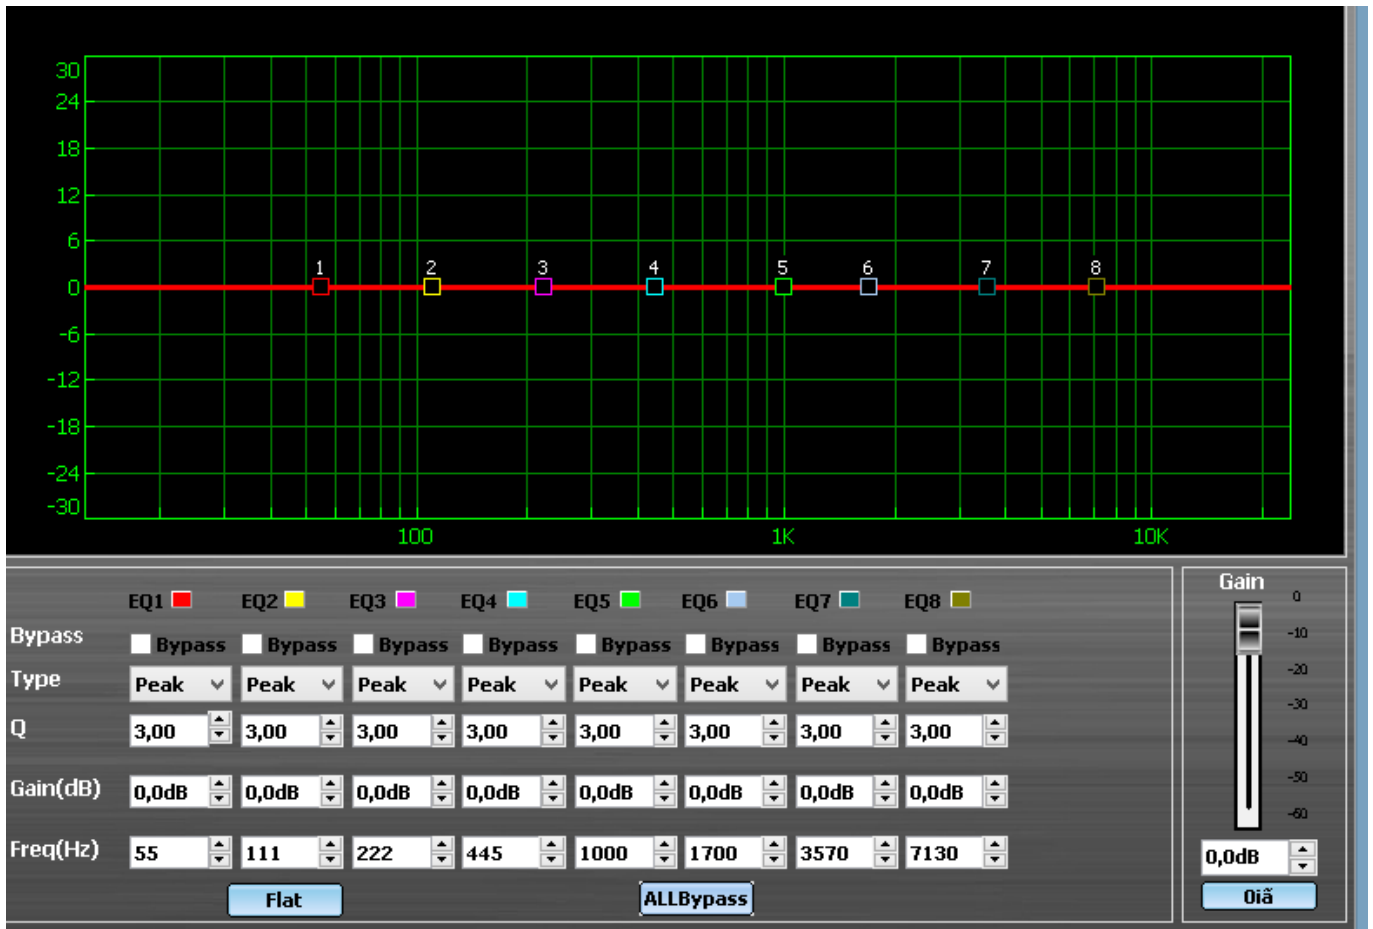 30
24
18
12
6
0
-6
-12
-18
-24
-30
1 2 3 4 5 6 7 8
100 1K 10K
EQ1 EQ2 EQ3 EQ4 EQ5 EQ6 EQ7 EQ8
Bypass Bypass Bypass Bypass Bypass Bypass Bypass Bypass Bypass
Type Peak Peak Peak Peak Peak Peak Peak Peak
Q 3,00 3,00 3,00 3,00 3,00 3,00 3,00 3,00
Gain(dB) 0,0dB 0,0dB 0,0dB 0,0dB 0,0dB 0,0dB 0,0dB 0,0dB
Freq(Hz) 55 111 222 445 1000 1700 3570 7130
Flat ALLBypass
Gain
0
-10
-20
-30
-40
-50
-60
0,0dB
0iã